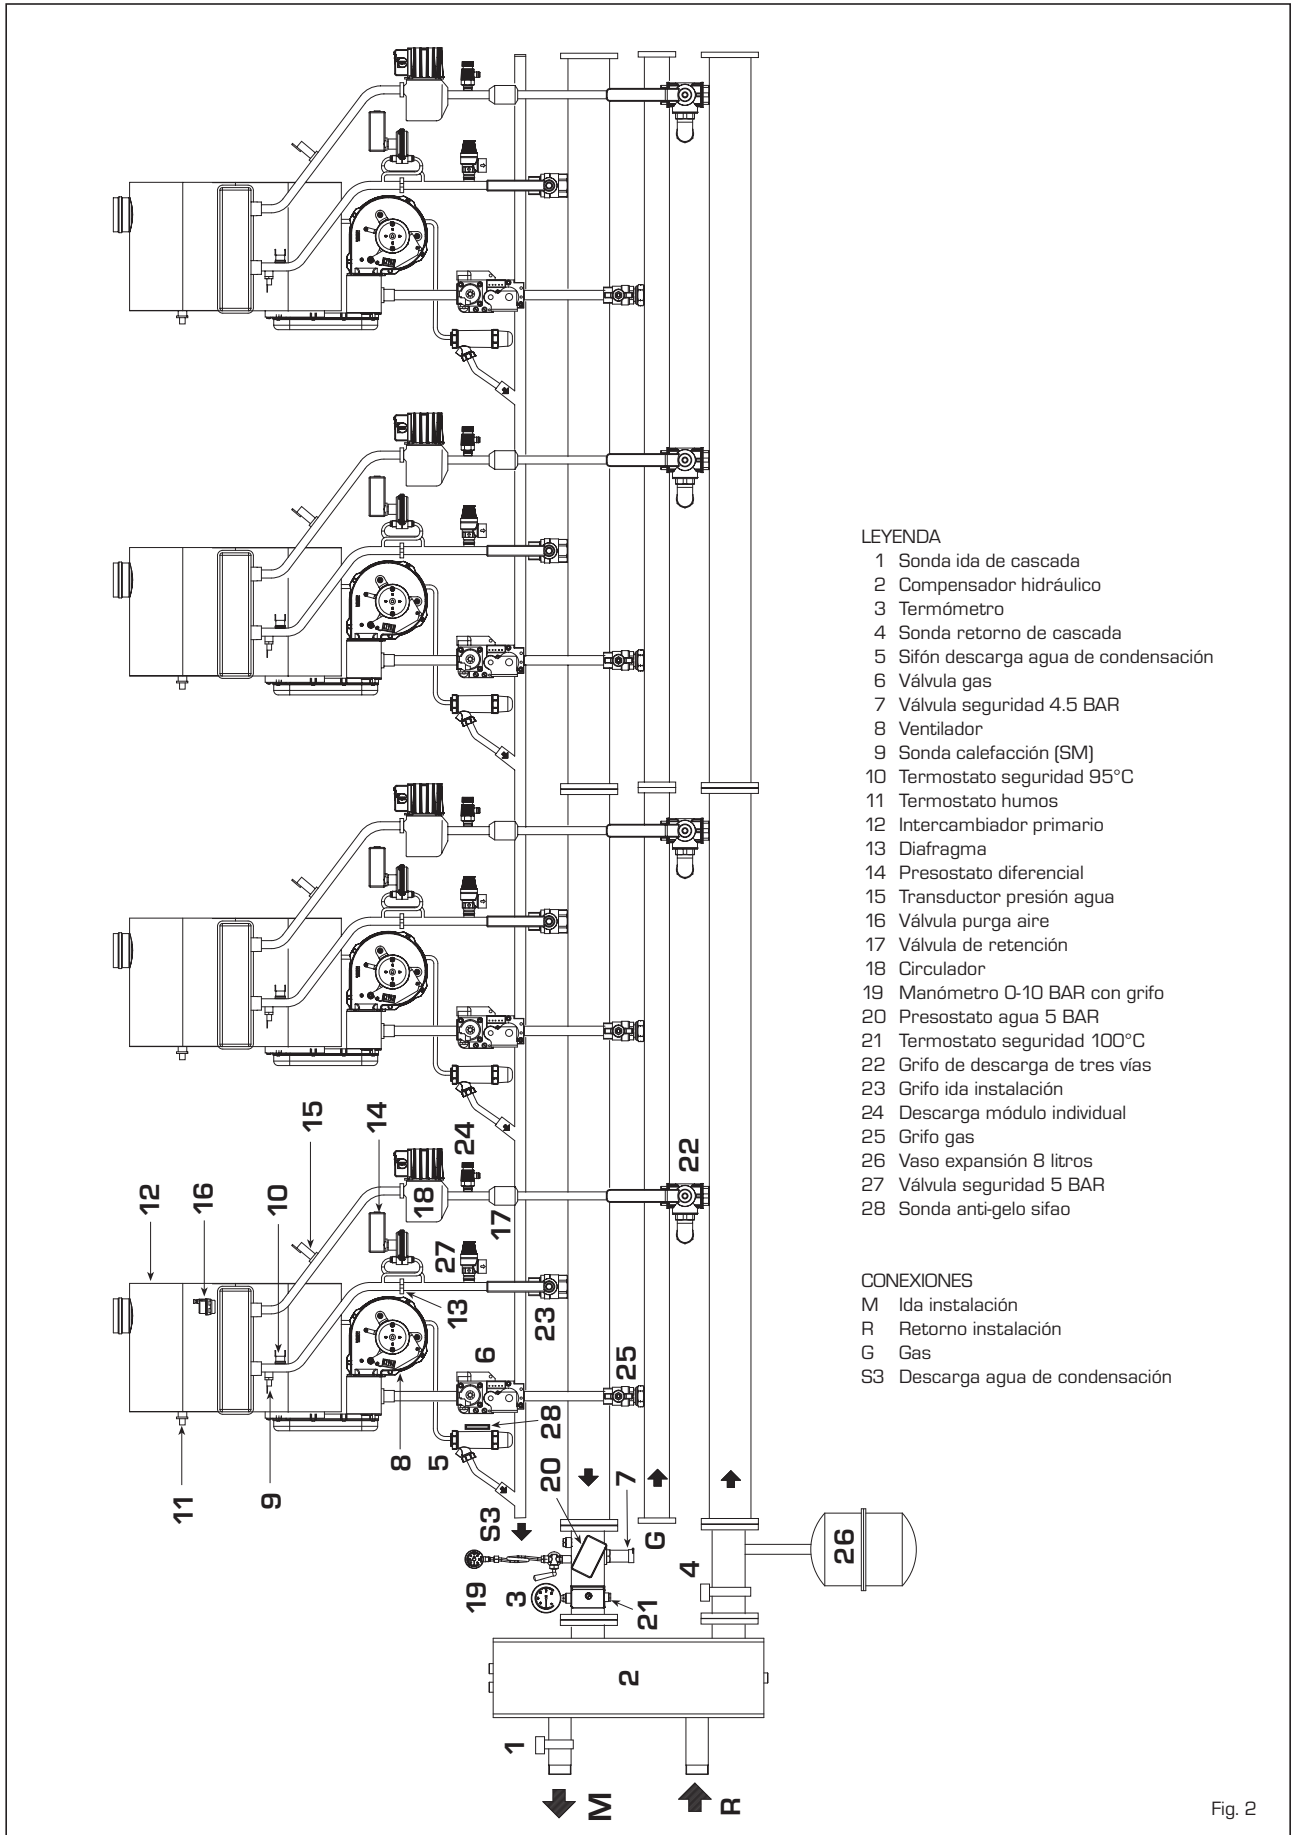 12
16
10
15
14
24
18
17
27
22
13
23
6
25
11
9
8
5
28
20
7
S3
G
19
3
21
4
26
2
1
M
R
LEYENDA
1 Sonda ida de cascada
2 Compensador hidráulico
3 Termómetro
4 Sonda retorno de cascada
5 Sifón descarga agua de condensación
6 Válvula gas
7 Válvula seguridad 4.5 BAR
8 Ventilador
9 Sonda calefacción (SM)
10 Termostato seguridad 95°C
11 Termostato humos
12 Intercambiador primario
13 Diafragma
14 Presostato diferencial
15 Transductor presión agua
16 Válvula purga aire
17 Válvula de retención
18 Circulador
19 Manómetro 0-10 BAR con grifo
20 Presostato agua 5 BAR
21 Termostato seguridad 100°C
22 Grifo de descarga de tres vías
23 Grifo ida instalación
24 Descarga módulo individual
25 Grifo gas
26 Vaso expansión 8 litros
27 Válvula seguridad 5 BAR
28 Sonda anti-gelo sifao
CONEXIONES
M Ida instalación
R Retorno instalación
G Gas
S3 Descarga agua de condensación
Fig. 2